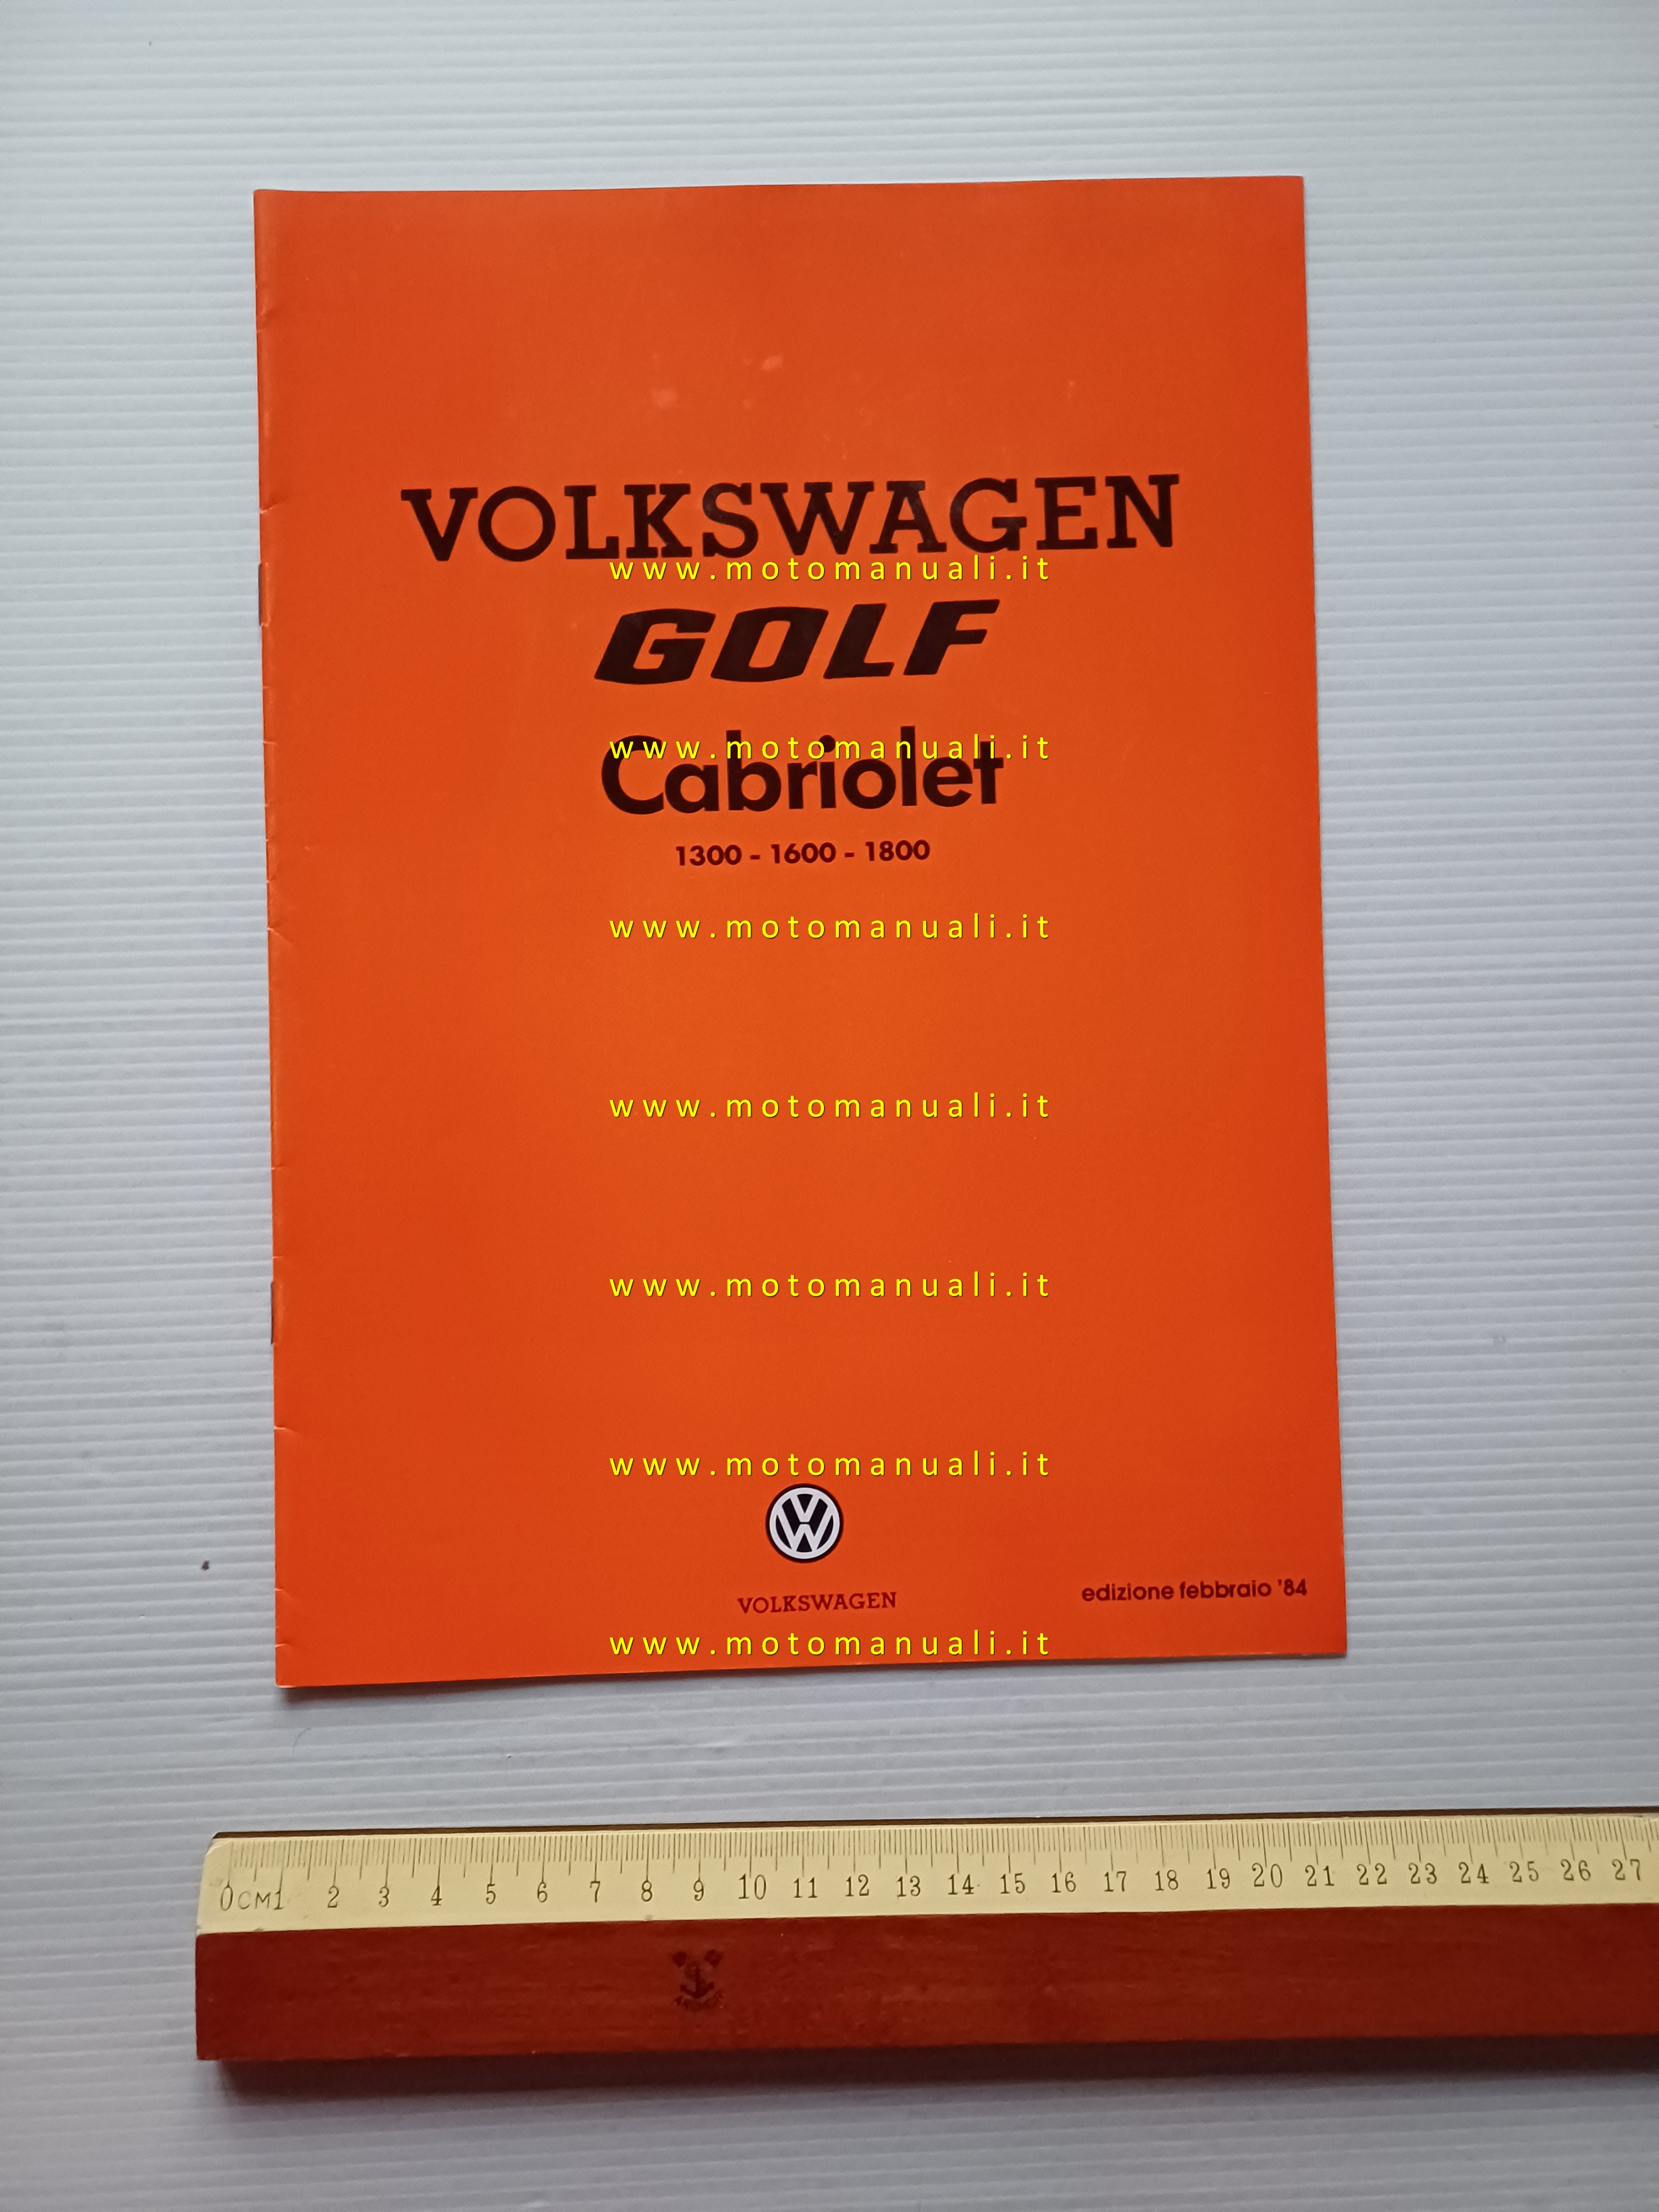 VOLKSWAGEN
www.motomanuali.it
GOLF
www.motomanuali.it
Cabriolet
1300 - 1600 - 1800
www.motomanuali.it
www.motomanuali.it
www.motomanuali.it
www.motomanuali.it
VOLKSWAGEN
edizione febbraio '84
www.motomanuali.it
0CM1 2 3 4 5 6 7 8 9 10 11 12 13 14 15 16 17 18 19 20 21 22 23 24 25 26 27